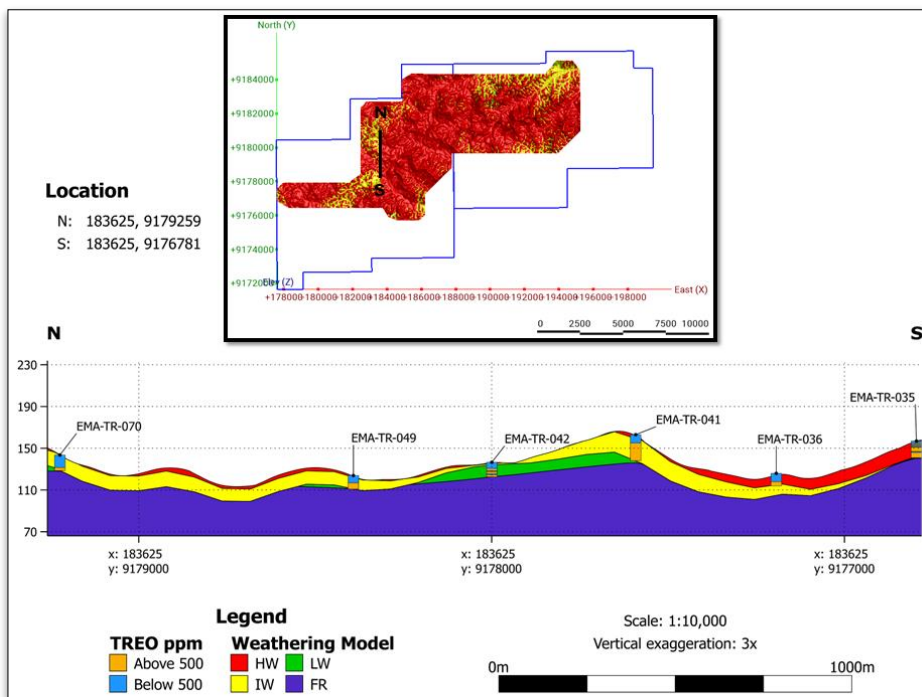 North (Y)
+9184000
+9182000
+9180000
+9178000
+9176000
+9174000
+9172000
Elev (Z)
+178000
+180000
+182000
+184000
+186000
+188000
+190000
+192000
+194000
+196000
+198000
East (X)
N
S
0 2500 5000 7500 10000
Location
N: 183625, 9179259
S: 183625, 9176781
N
S
230
190
150
110
70
EMA-TR-070
EMA-TR-049
EMA-TR-042
EMA-TR-041
EMA-TR-036
EMA-TR-035
x: 183625
y: 9179000
x: 183625
y: 9178000
x: 183625
y: 9177000
Legend
TREO ppm
Above 500
Below 500
Weathering Model
HW
LW
IW
FR
Scale: 1:10,000
Vertical exaggeration: 3x
0m
1000m